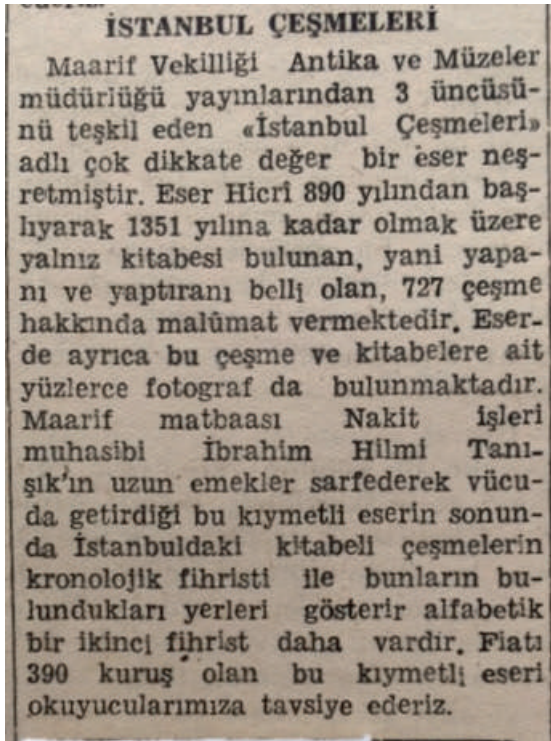 İSTANBUL ÇEŞMELERİ
Maarif Vekilliği Antika ve Müzeler
müdürlüğü yayınlarından 3 üncüsü-
nü teşkil eden «İstanbul Çeşmeleri»
adlı çok dikkate değer bir eser neş-
retmiştir. Eser Hicrî 890 yılından baş-
lıyarak 1351 yılına kadar olmak üzere
yalnız kitabesi bulunan, yani yapa-
nı ve yaptıranı belli olan, 727 çeşme
hakkında malûmat vermektedir. Eser-
de ayrıca bu çeşme ve kitabelere ait
yüzlerce fotograf da bulunmaktadır.
Maarif matbaası Nakit işleri
muhasibi İbrahim Hilmi Tanı-
şık'ın uzun emekler sarfederek vücu-
da getirdiği bu kıymetli eserin sonun-
da İstanbuldaki kitabeli çeşmelerin
kronolojik fihristi ile bunların bu-
lundukları yerleri gösterir alfabetik
bir ikinci fihrist daha vardır. Fiatı
390 kuruş olan bu kıymetli eseri
okuyucularımıza tavsiye ederiz.